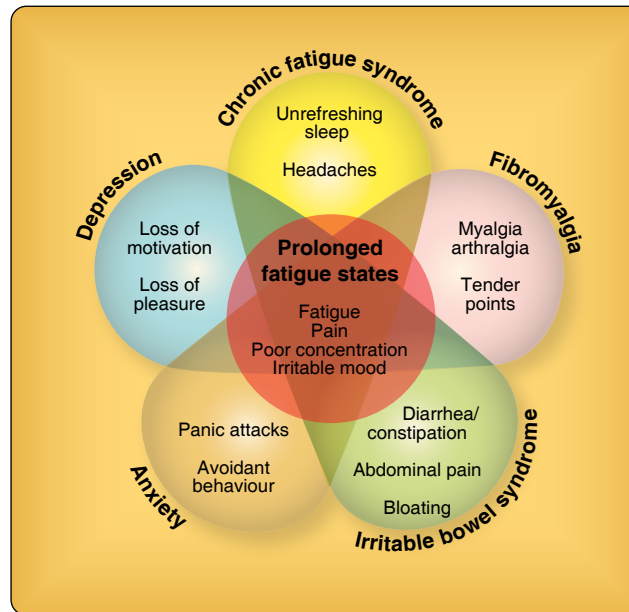 Chronic fatigue syndrome
Unrefreshing
sleep
Headaches
Depression
Loss of
motivation
Loss of
pleasure
Fibromyalgia
Myalgia
arthralgia
Tender
points
Prolonged
fatigue states
Fatigue
Pain
Poor concentration
Irritable mood
Anxiety
Panic attacks
Avoidant
behaviour
Irritable bowel syndrome
Diarrhea/
constipation
Abdominal pain
Bloating